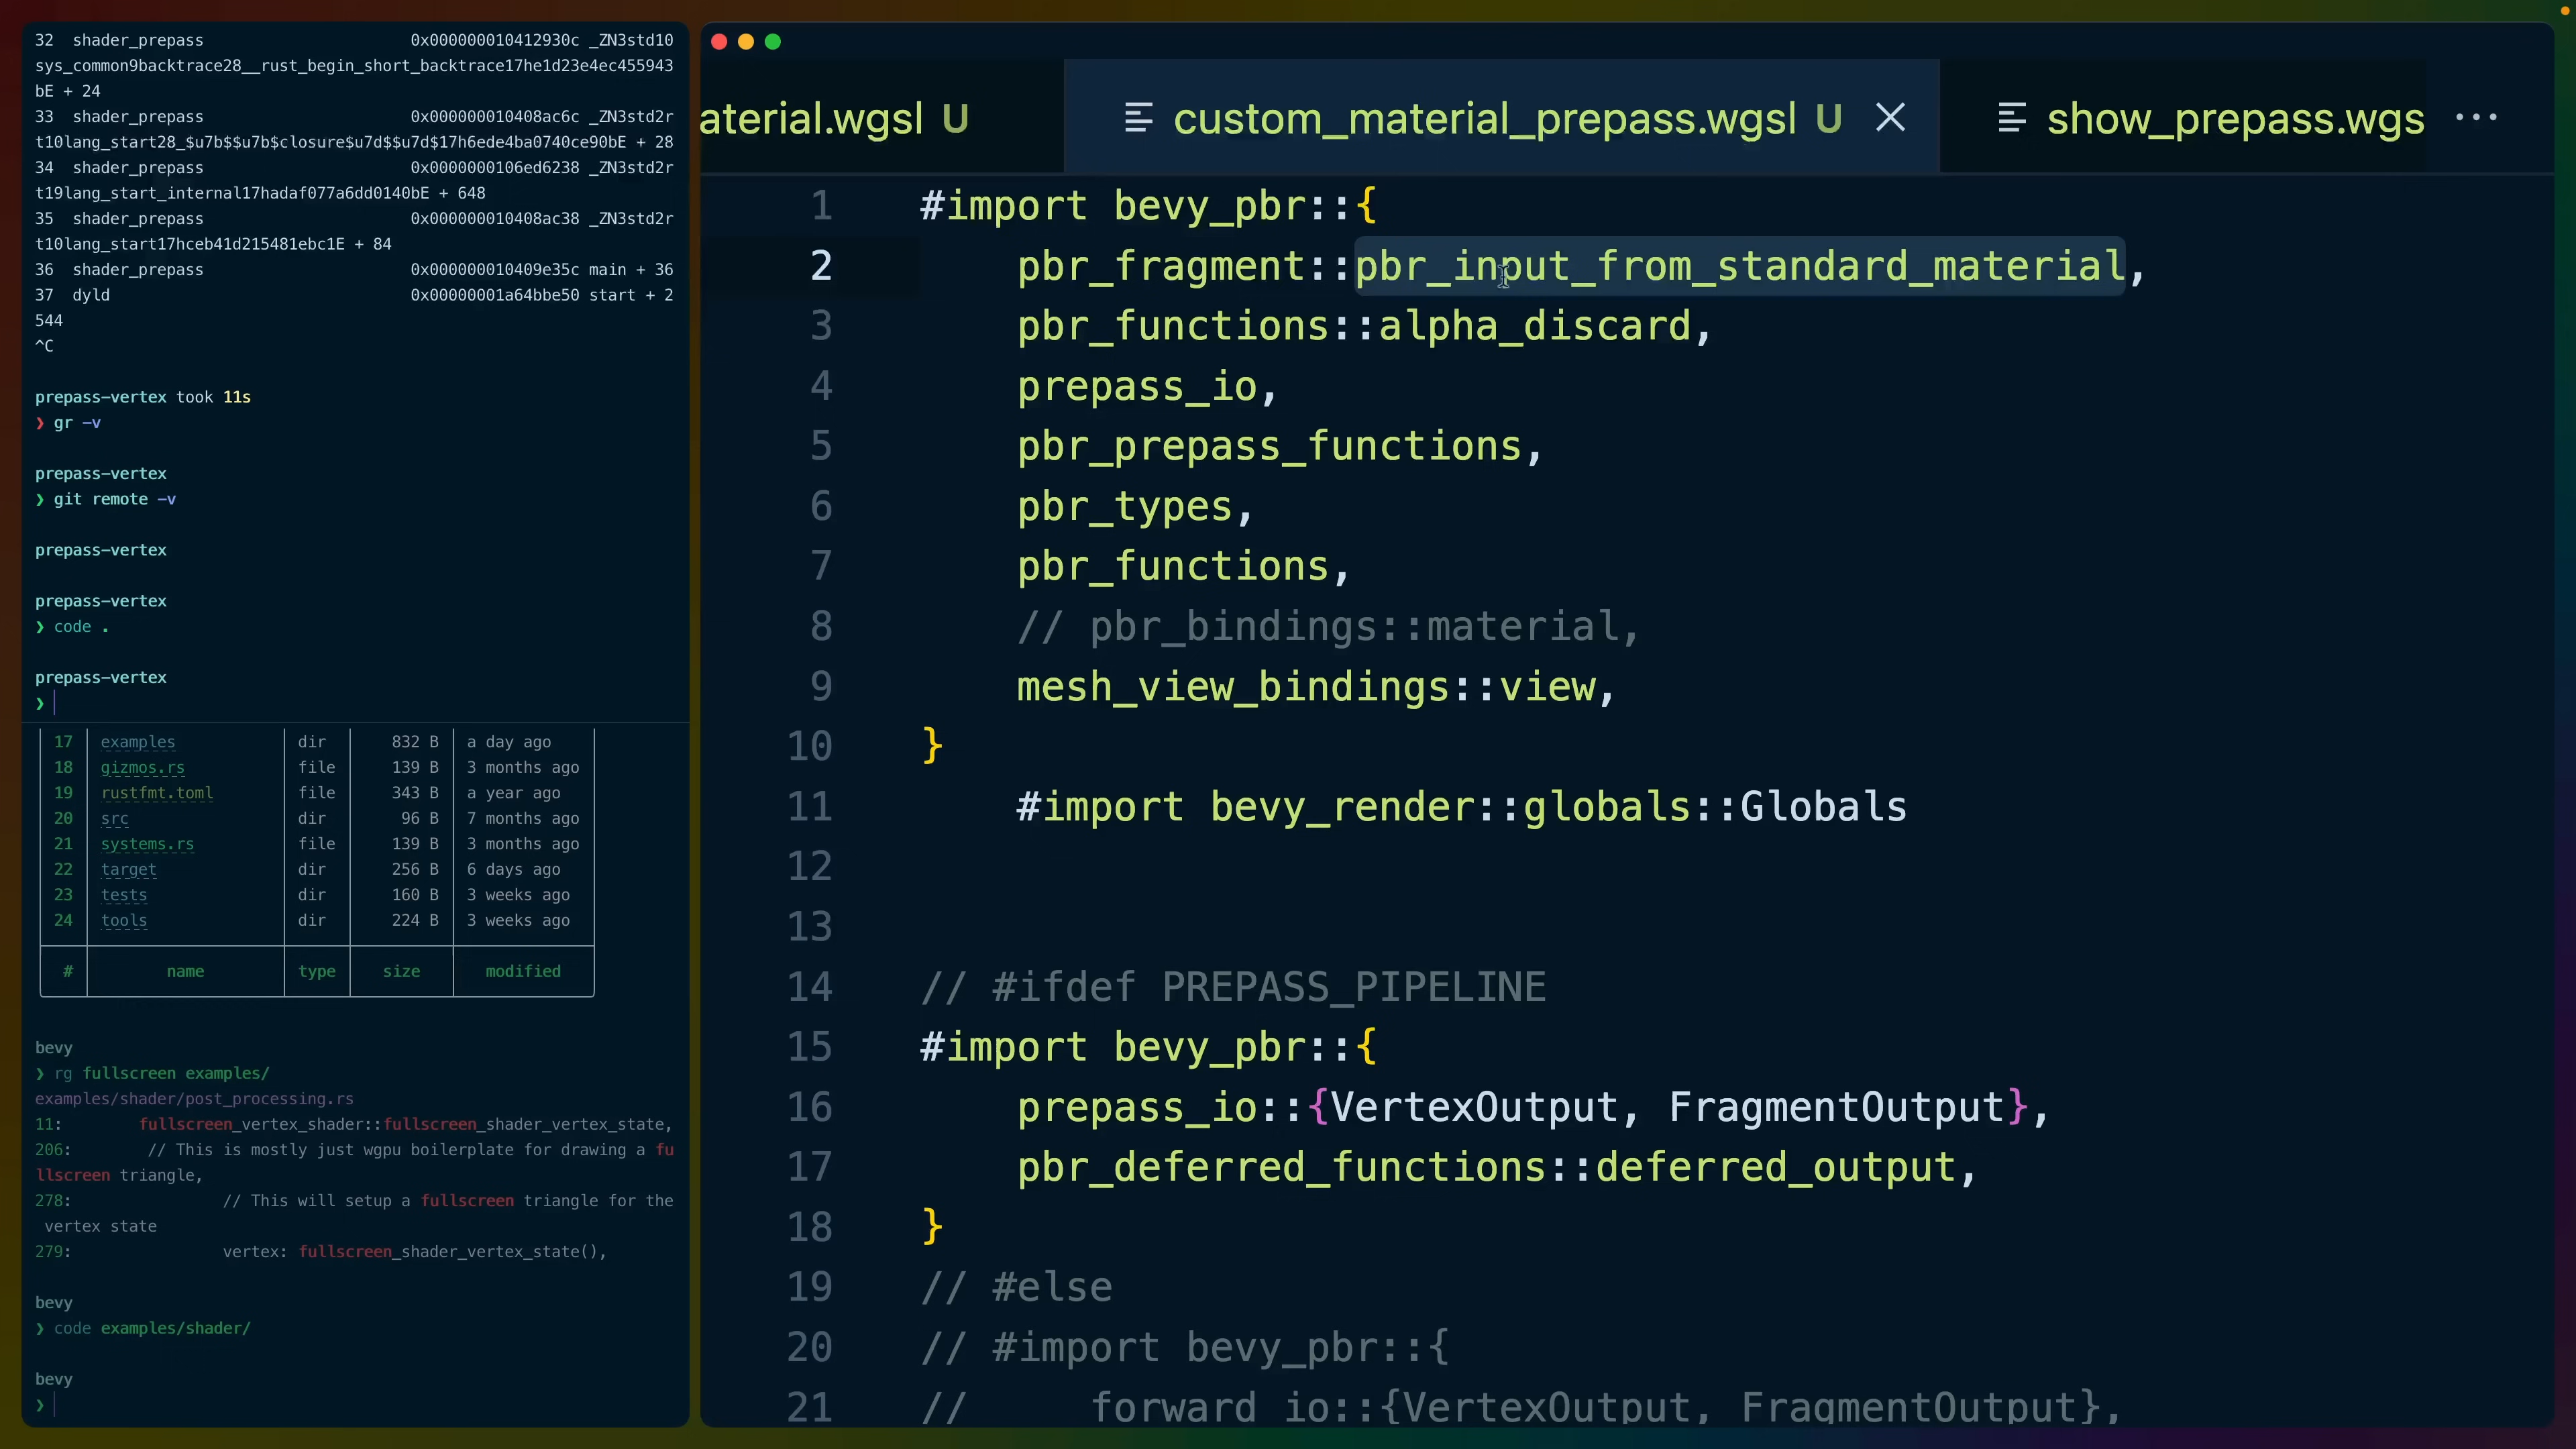 32  shader_prepass                      0x000000010412930c _ZN3std10
sys_common9backtrace28__rust_begin_short_backtrace17he1d23e4ec455943
bE + 24
33  shader_prepass                      0x000000010408ac6c _ZN3std2r
t10lang_start28_$u7b$$u7b$closure$u7d$$u7d$17h6ede4ba0740ce90bE + 28
34  shader_prepass                      0x0000000106ed6238 _ZN3std2r
t19lang_start_internal17hadaf077a6dd0140bE + 648
35  shader_prepass                      0x000000010408ac38 _ZN3std2r
t10lang_start17hceb41d215481ebc1E + 84
36  shader_prepass                      0x000000010409e35c main + 36
37  dyld                                0x00000001a64bbe50 start + 2
544
^C
prepass-vertex took 11s
❯ gr -v
prepass-vertex
❯ git remote -v
prepass-vertex
prepass-vertex
❯ code .
prepass-vertex
❯
17 examples dir 832 B a day ago
18 gizmos.rs file 139 B 3 months ago
19 rustfmt.toml file 343 B a year ago
20 src dir 96 B 7 months ago
21 systems.rs file 139 B 3 months ago
22 target dir 256 B 6 days ago
23 tests dir 160 B 3 weeks ago
24 tools dir 224 B 3 weeks ago
# name type size modified
bevy
❯ rg fullscreen examples/
examples/shader/post_processing.rs
11:        fullscreen_vertex_shader::fullscreen_shader_vertex_state,
206:        // This is mostly just wgpu boilerplate for drawing a fu
llscreen triangle,
278:                // This will setup a fullscreen triangle for the
 vertex state
279:                vertex: fullscreen_shader_vertex_state(),
bevy
❯ code examples/shader/
bevy
❯
aterial.wgsl U
custom_material_prepass.wgsl U
show_prepass.wgs ...
1 #import bevy_pbr::{
2     pbr_fragment::pbr_input_from_standard_material,
3     pbr_functions::alpha_discard,
4     prepass_io,
5     pbr_prepass_functions,
6     pbr_types,
7     pbr_functions,
8     // pbr_bindings::material,
9     mesh_view_bindings::view,
10 }
11     #import bevy_render::globals::Globals
12
13
14 // #ifdef PREPASS_PIPELINE
15 #import bevy_pbr::{
16     prepass_io::{VertexOutput, FragmentOutput},
17     pbr_deferred_functions::deferred_output,
18 }
19 // #else
20 // #import bevy_pbr::{
21 //     forward_io::{VertexOutput, FragmentOutput},